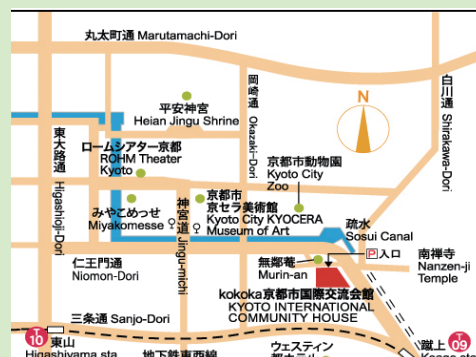 丸太町通 Marutamachi-Dori
岡崎通 Okazaki-Dori
白川通 Shirakawa-Dori
N
平安神宮
Heian Jingu Shrine
東大路通 Higashioji-Dori
ロームシアター京都
ROHM Theater
Kyoto
京都市動物園
Kyoto City
Zoo
みやこめっせ
Miyakomesse
神宮道 Jingu-michi
京都市
京セラ美術館
Kyoto City KYOCERA
Museum of Art
疏水
Sosui Canal
P入口
仁王門通
Niomon-Dori
無鄰菴
Murin-an
南禅寺
Nanzen-ji
Temple
kokoka京都市国際交流会館
KYOTO INTERNATIONAL
COMMUNITY HOUSE
三条通 Sanjo-Dori
T
10
東山
Higashiyama sta.
地下鉄東西線
ウェスティン
T
09
蹴上